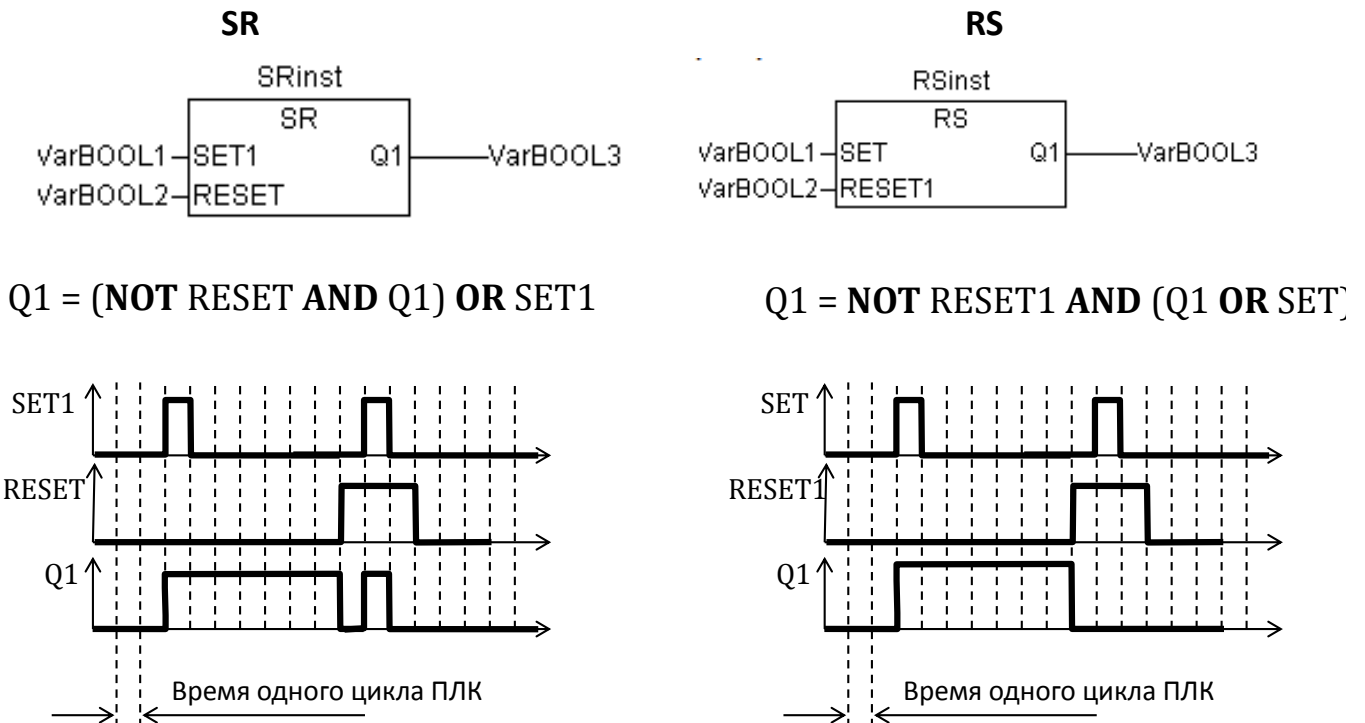 SR
SRinst
SR
VarBOOL1
SET1
Q1
VarBOOL3
VarBOOL2
RESET
Q1 = (NOT RESET AND Q1) OR SET1
SET1
RESET
Q1
Время одного цикла ПЛК
RS
RSinst
RS
VarBOOL1
SET
Q1
VarBOOL3
VarBOOL2
RESET1
Q1 = NOT RESET1 AND (Q1 OR SET)
SET
RESET1
Q1
Время одного цикла ПЛК